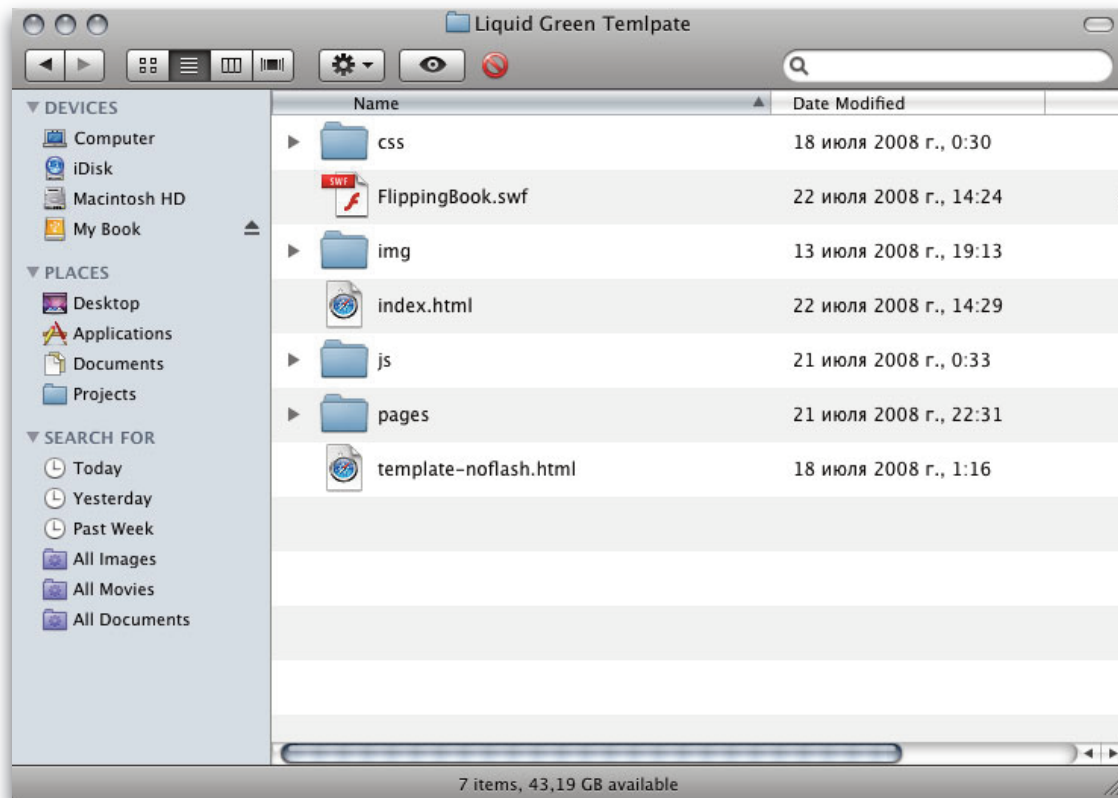 Liquid Green Temlpate
DEVICES
Computer
iDisk
Macintosh HD
My Book
PLACES
Desktop
Applications
Documents
Projects
SEARCH FOR
Today
Yesterday
Past Week
All Images
All Movies
All Documents
Name Date Modified
css 18 июля 2008 г., 0:30
SWF
FlippingBook.swf 22 июля 2008 г., 14:24
img 13 июля 2008 г., 19:13
index.html 22 июля 2008 г., 14:29
js 21 июля 2008 г., 0:33
pages 21 июля 2008 г., 22:31
template-noflash.html 18 июля 2008 г., 1:16
7 items, 43,19 GB available